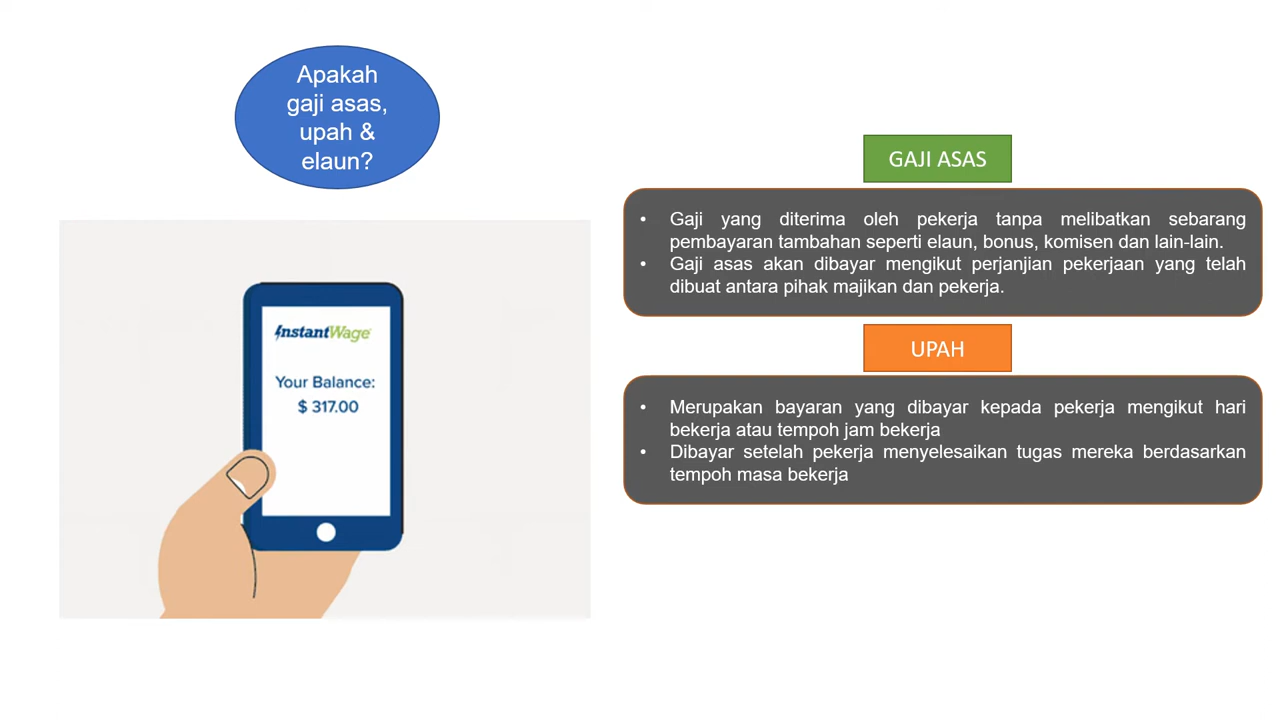 Apakah
gaji asas,
upah &
elaun?
InstantWage
Your Balance:
$ 317.00
GAJI ASAS
• Gaji yang diterima oleh pekerja tanpa melibatkan sebarang
pembayaran tambahan seperti elaun, bonus, komisen dan lain-lain.
• Gaji asas akan dibayar mengikut perjanjian pekerjaan yang telah
dibuat antara pihak majikan dan pekerja.
UPAH
• Merupakan bayaran yang dibayar kepada pekerja mengikut hari
bekerja atau tempoh jam bekerja
• Dibayar setelah pekerja menyelesaikan tugas mereka berdasarkan
tempoh masa bekerja